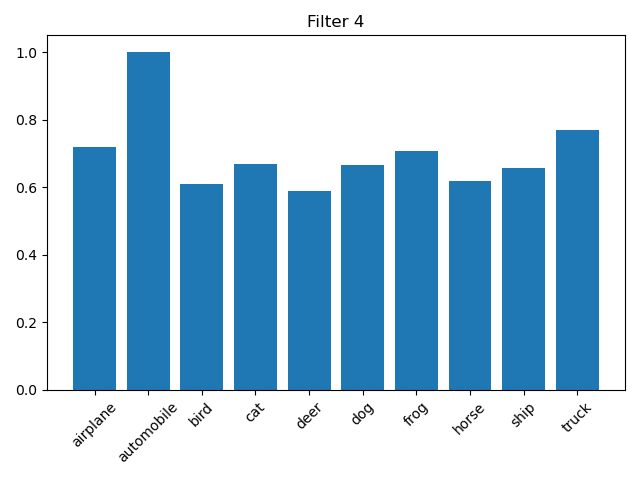 Filter 4
1.0
0.8
0.6
0.4
0.2
0.0
airplane
automobile
bird
cat
deer
dog
frog
horse
ship
truck